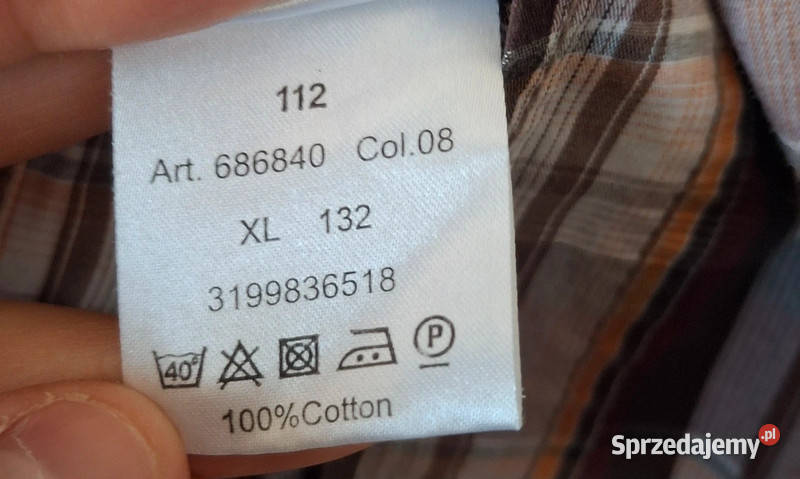 112
Art. 686840 Col.08
XL 132
3199836518
40° P
100%Cotton
Sprzedajemy.pl